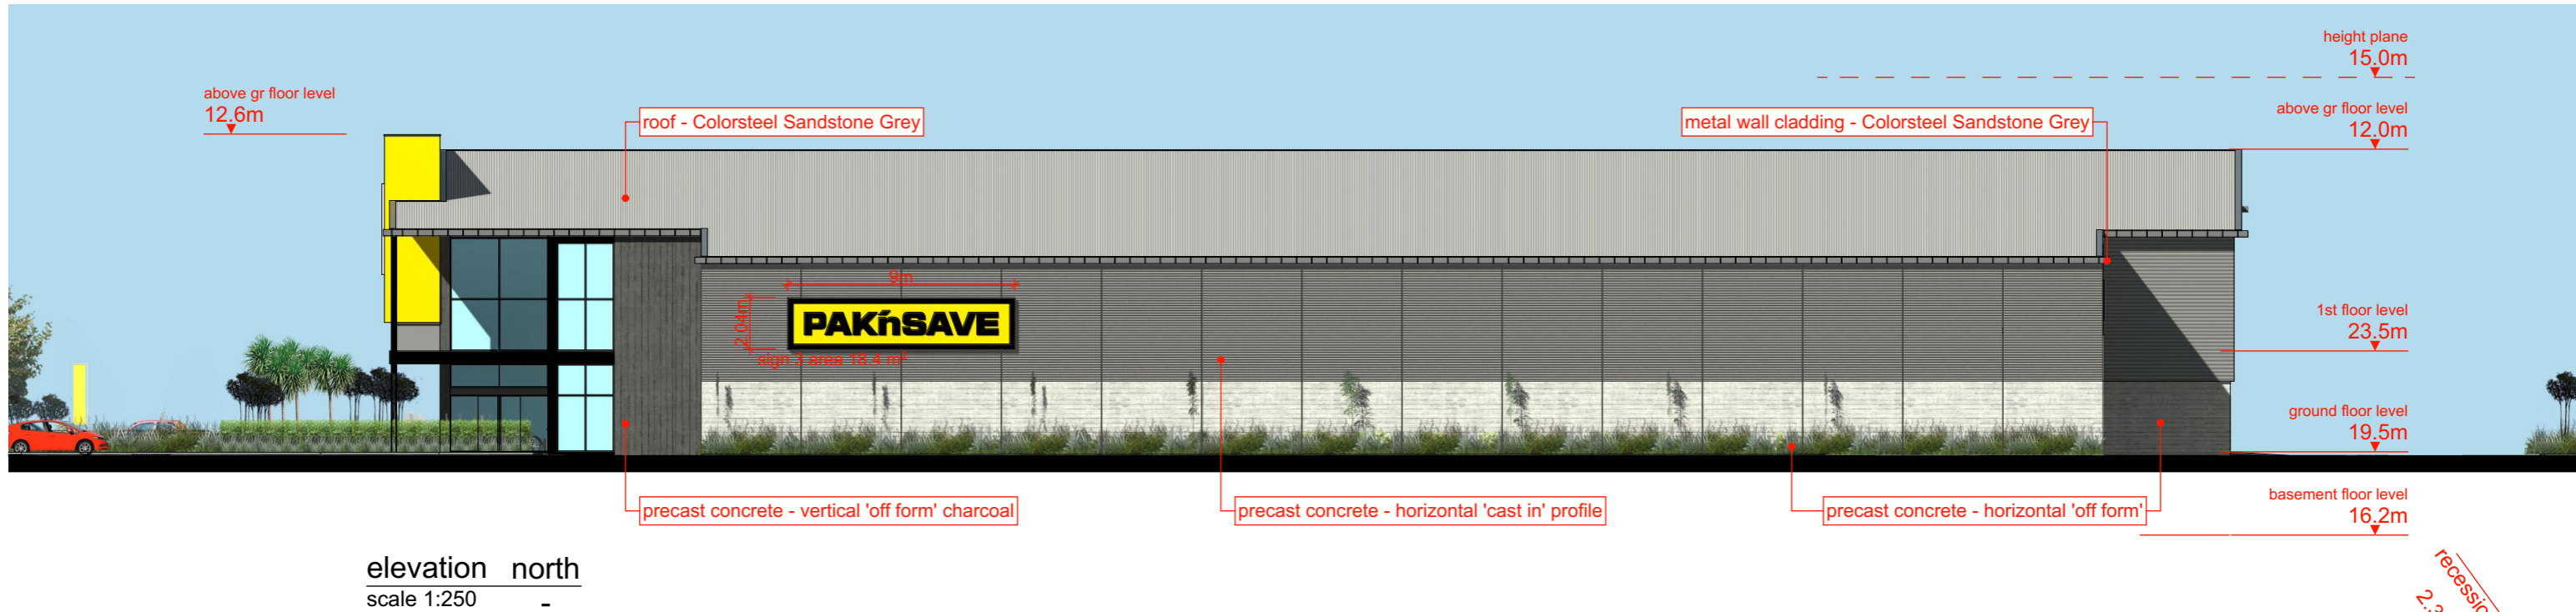 height plane
15.0m
above gr floor level
12.6m
roof - Colorsteel Sandstone Grey
metal wall cladding - Colorsteel Sandstone Grey
above gr floor level
12.0m
9m
2.04m
PAK'nSAVE
sign 3 area 18.4 m²
1st floor level
23.5m
ground floor level
19.5m
precast concrete - vertical 'off form' charcoal
precast concrete - horizontal 'cast in' profile
precast concrete - horizontal 'off form'
basement floor level
16.2m
elevation north
scale 1:250 -